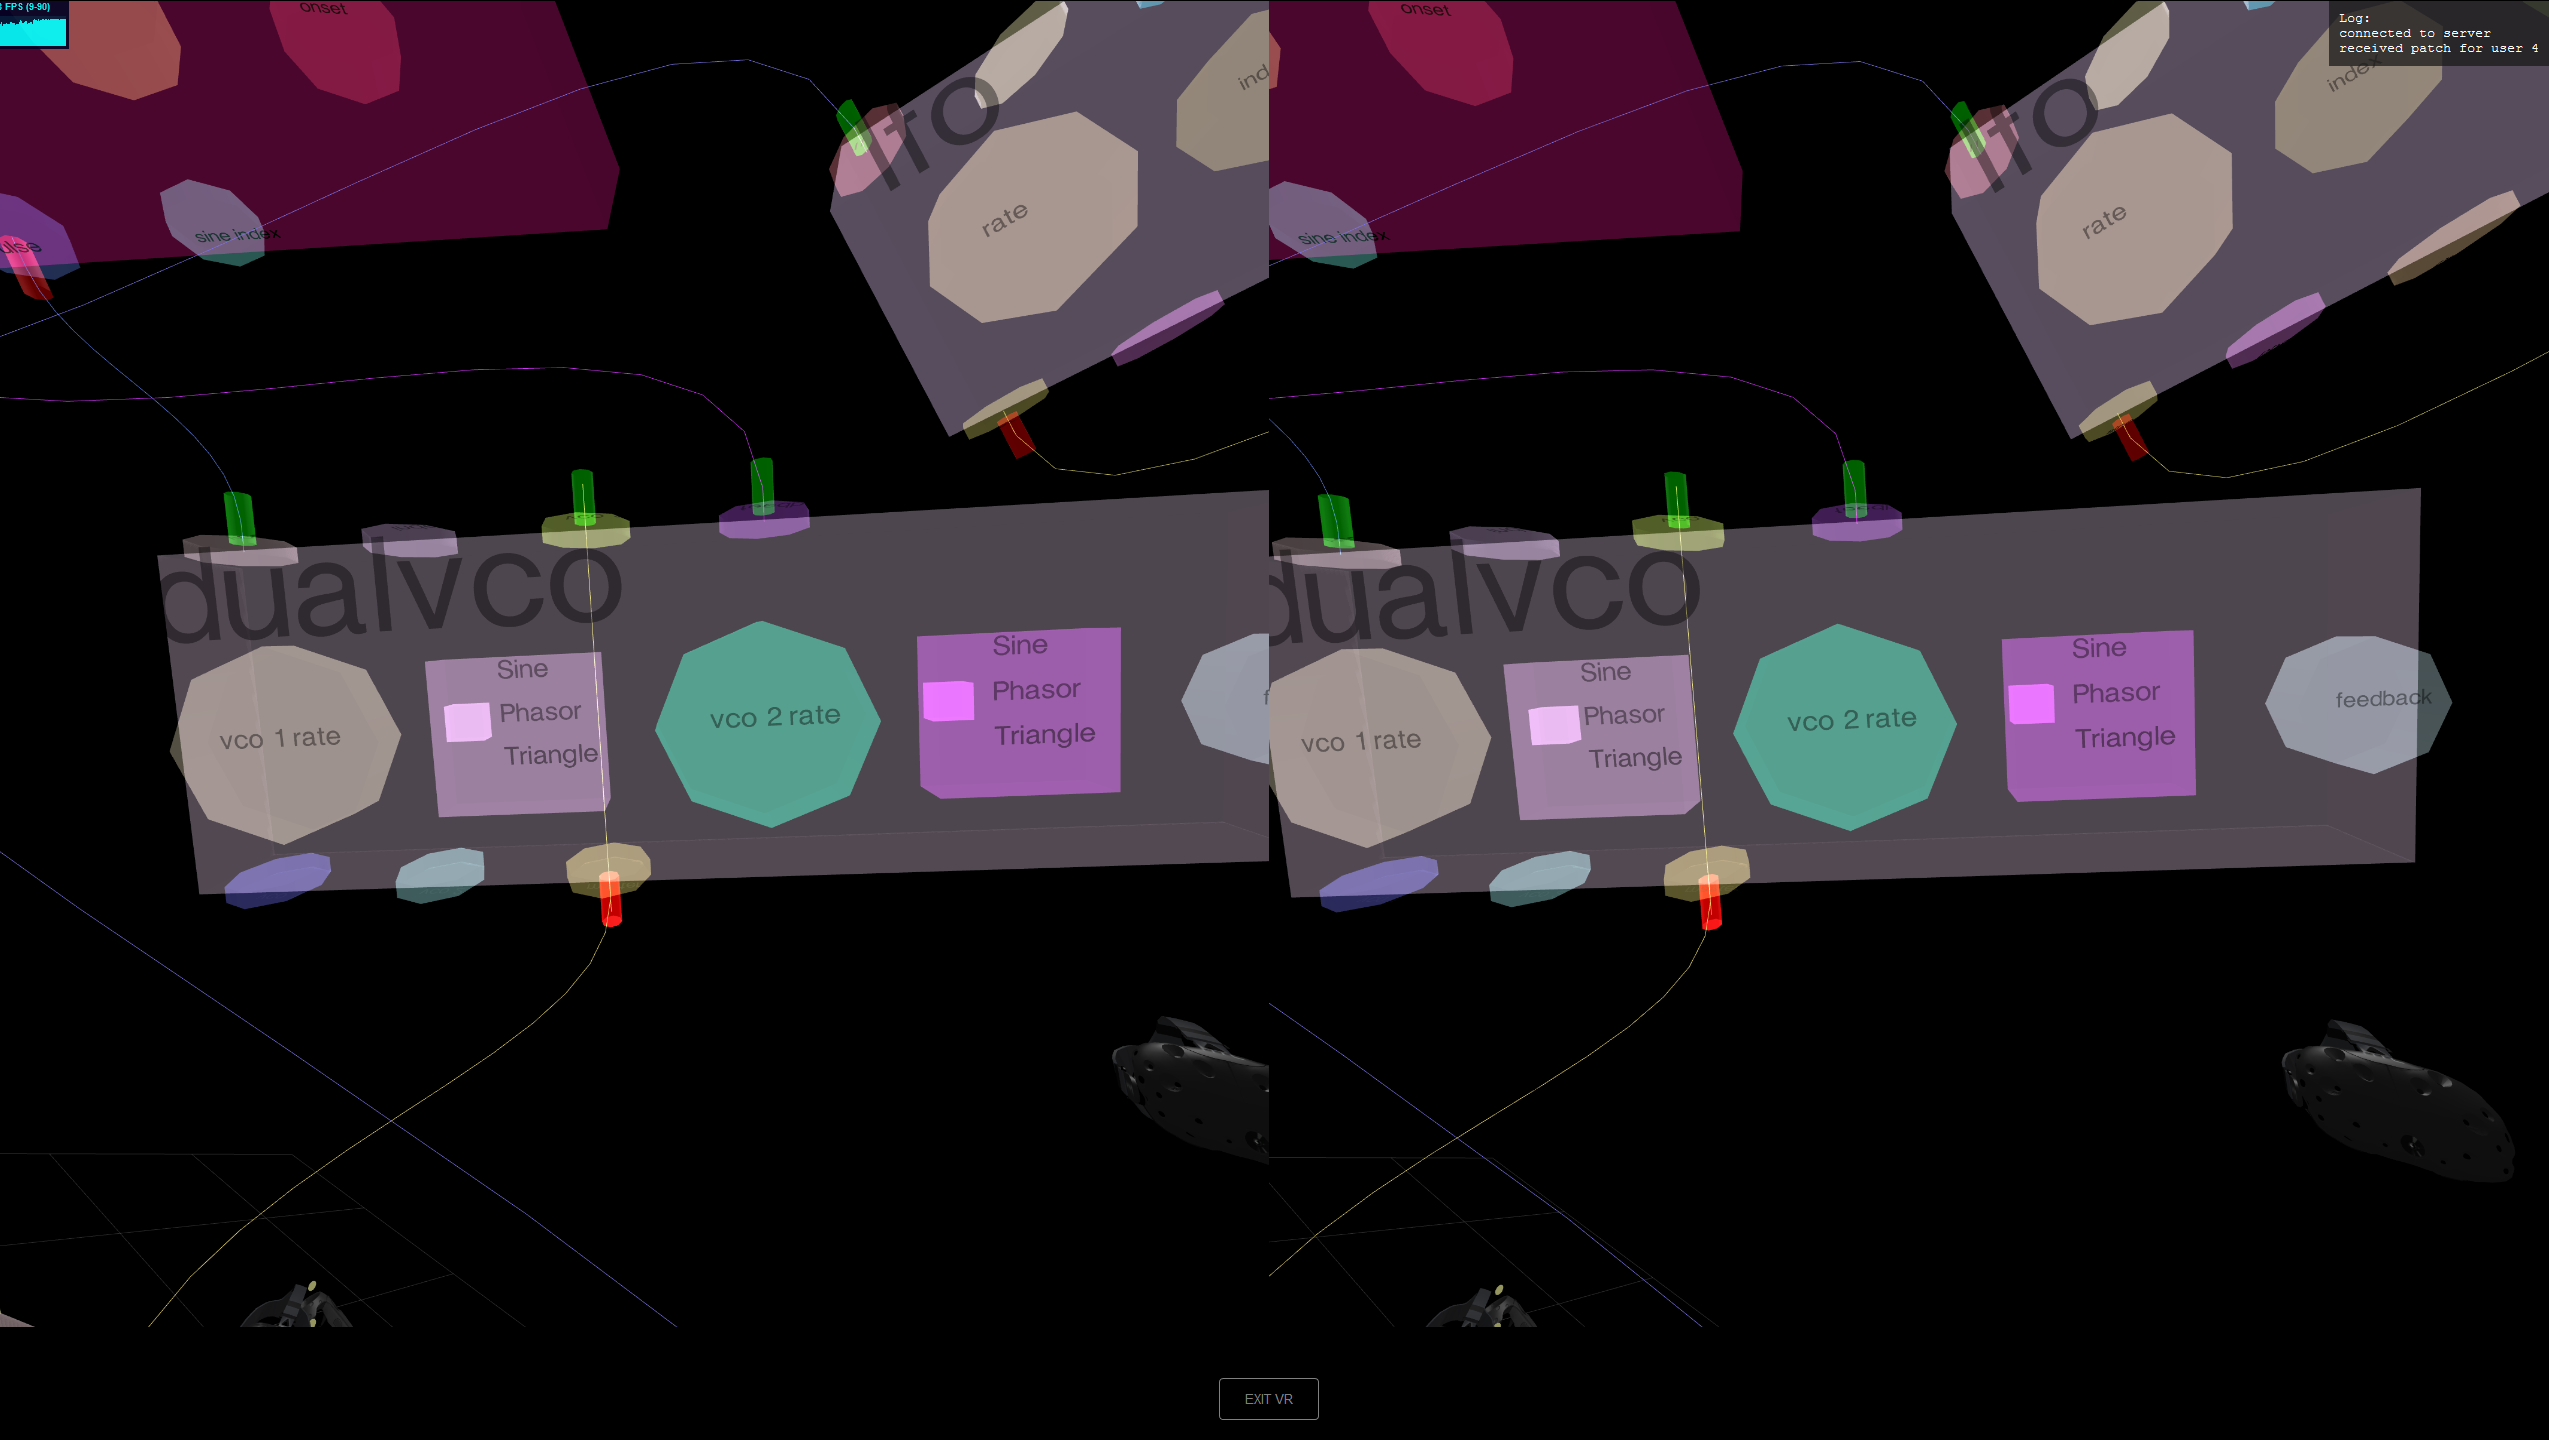 FPS (9-90)
onset
onset
Log:
connected to server
received patch for user 4
lfo
lfo
index
rate
rate
sine index
sine index
dualvco
dualvco
Sine
Phasor
Triangle
vco 1 rate
vco 2 rate
Sine
Phasor
Triangle
Sine
Phasor
Triangle
vco 1 rate
vco 2 rate
Sine
Phasor
Triangle
feedback
EXIT VR